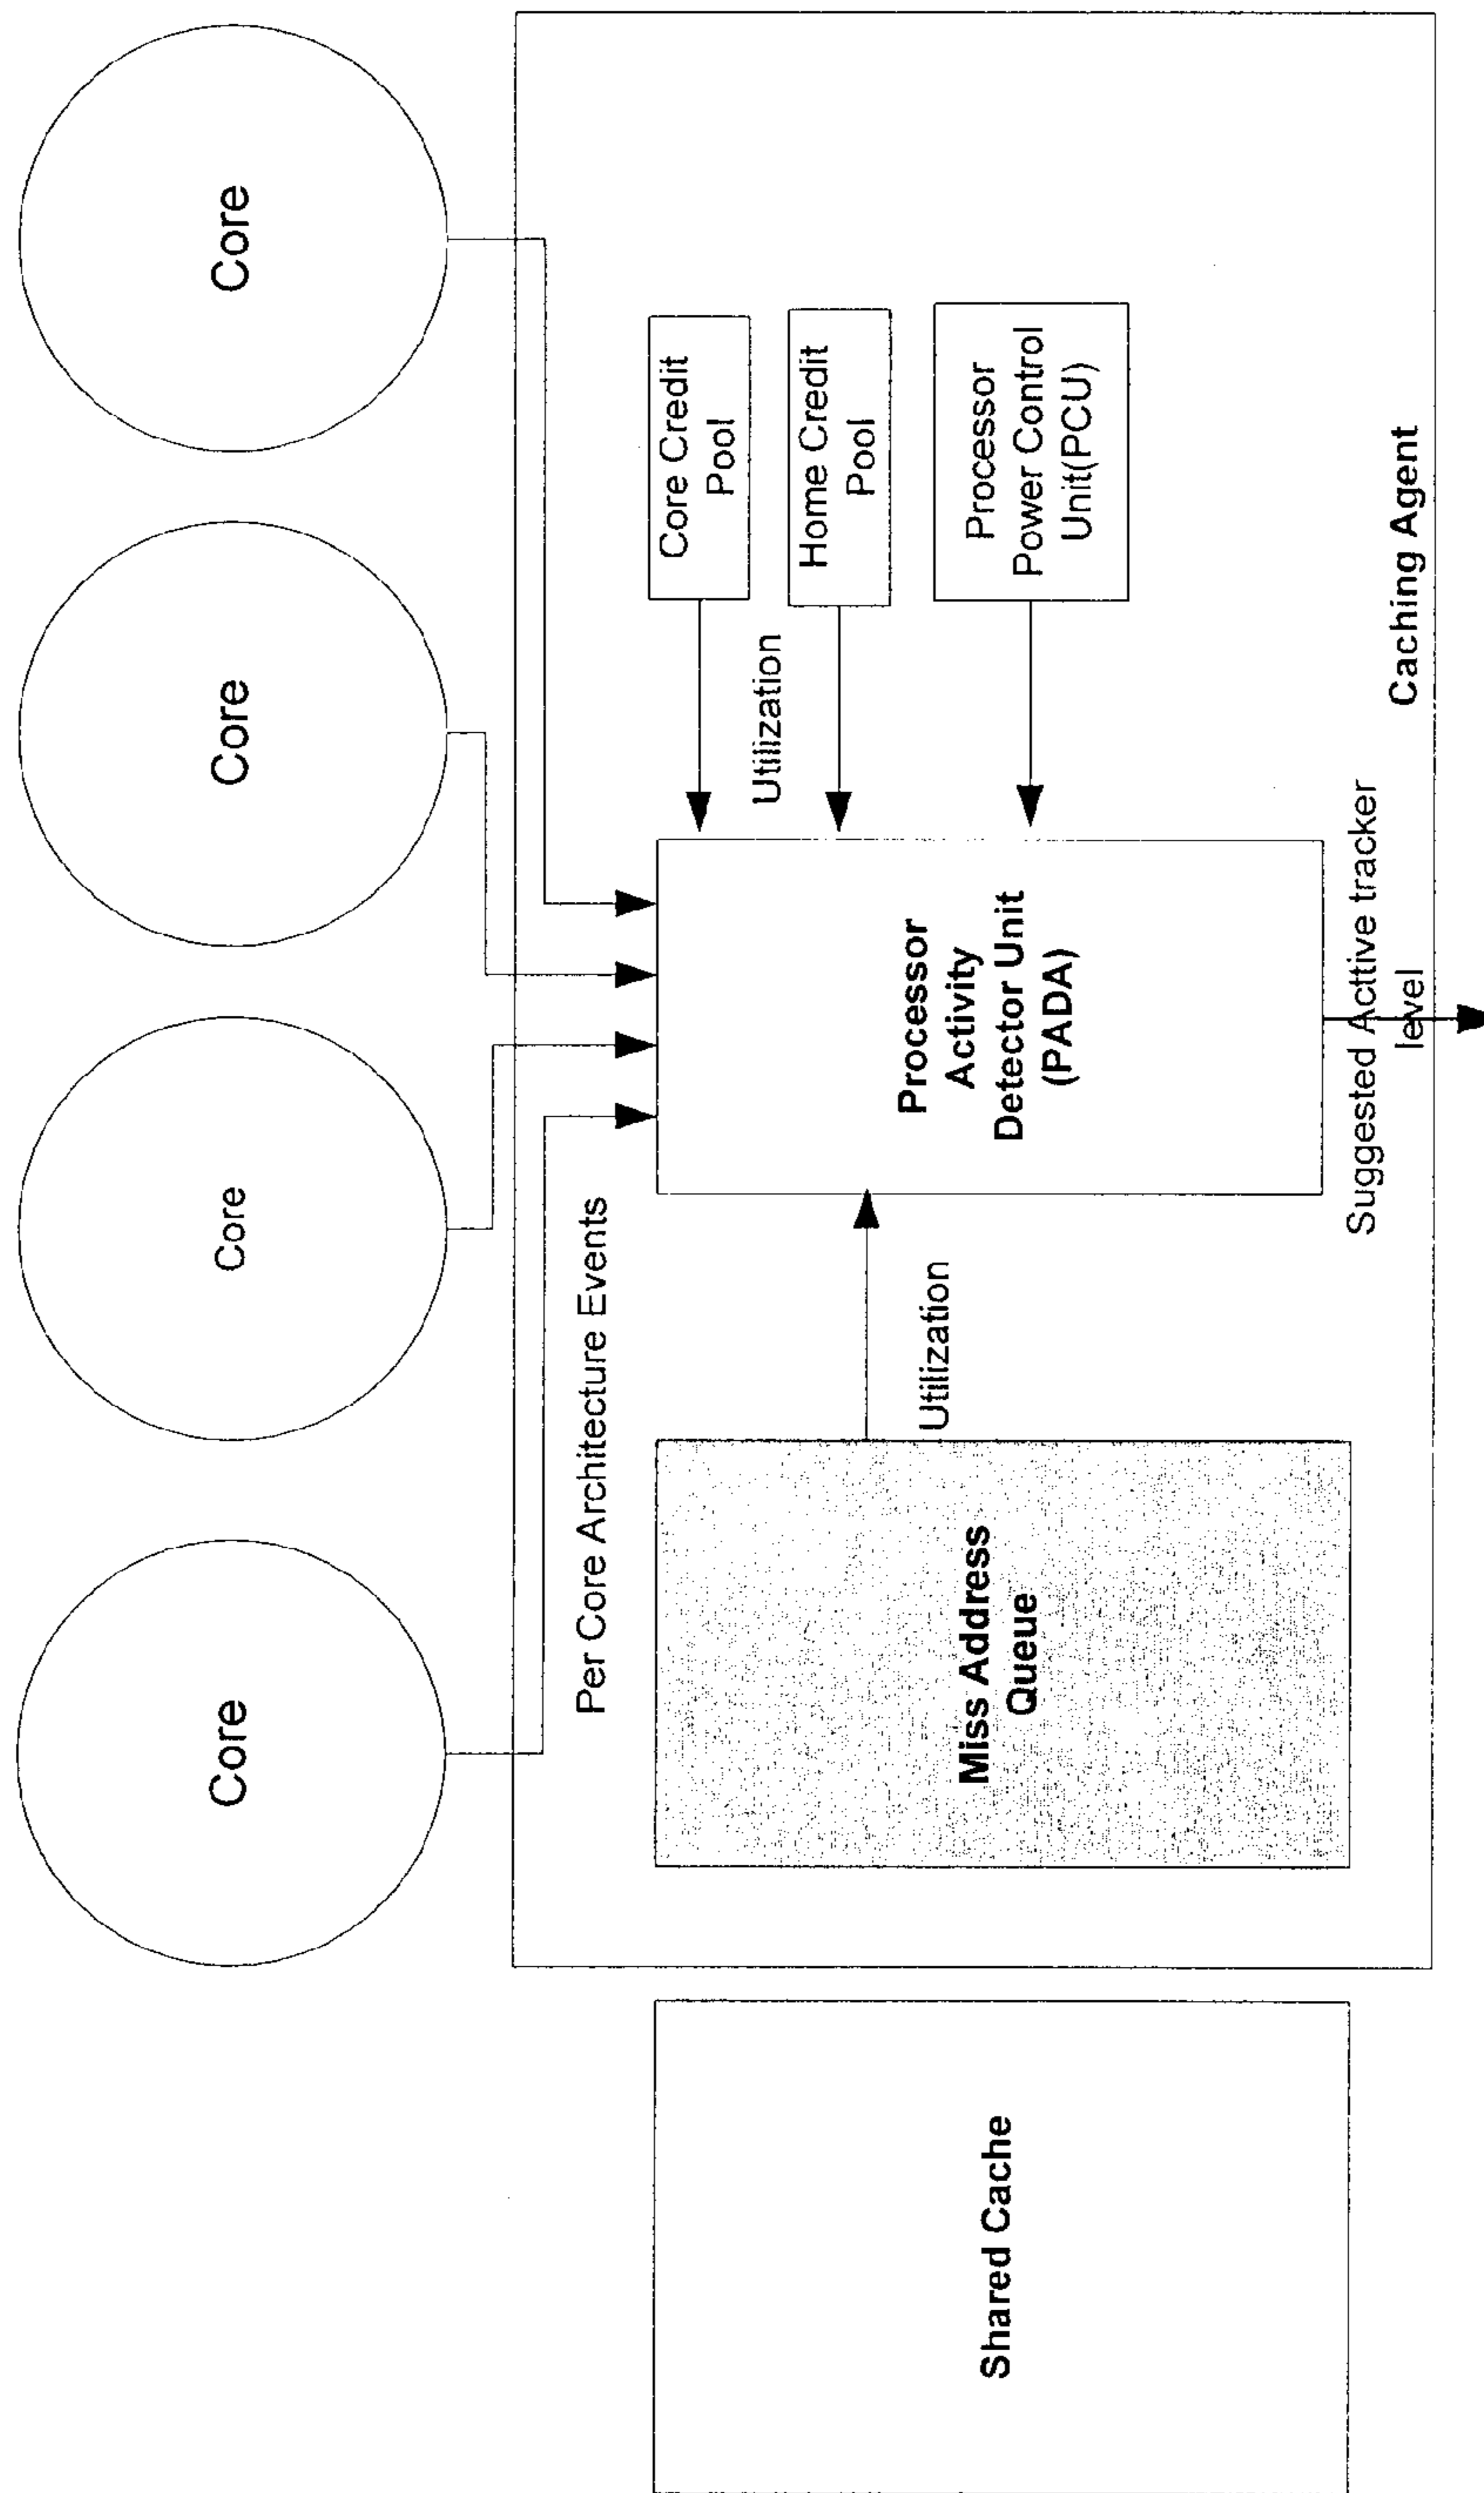 Core
Core
Core
Core
Per Core Architecture Events
Shared Cache
Miss Address
Queue
Utilization
Processor
Activity
Detector Unit
(PADA)
Utilization
Core Credit
Pool
Home Credit
Pool
Processor
Power Control
Unit(PCU)
Suggested Acttive tracker
level
Caching Agent